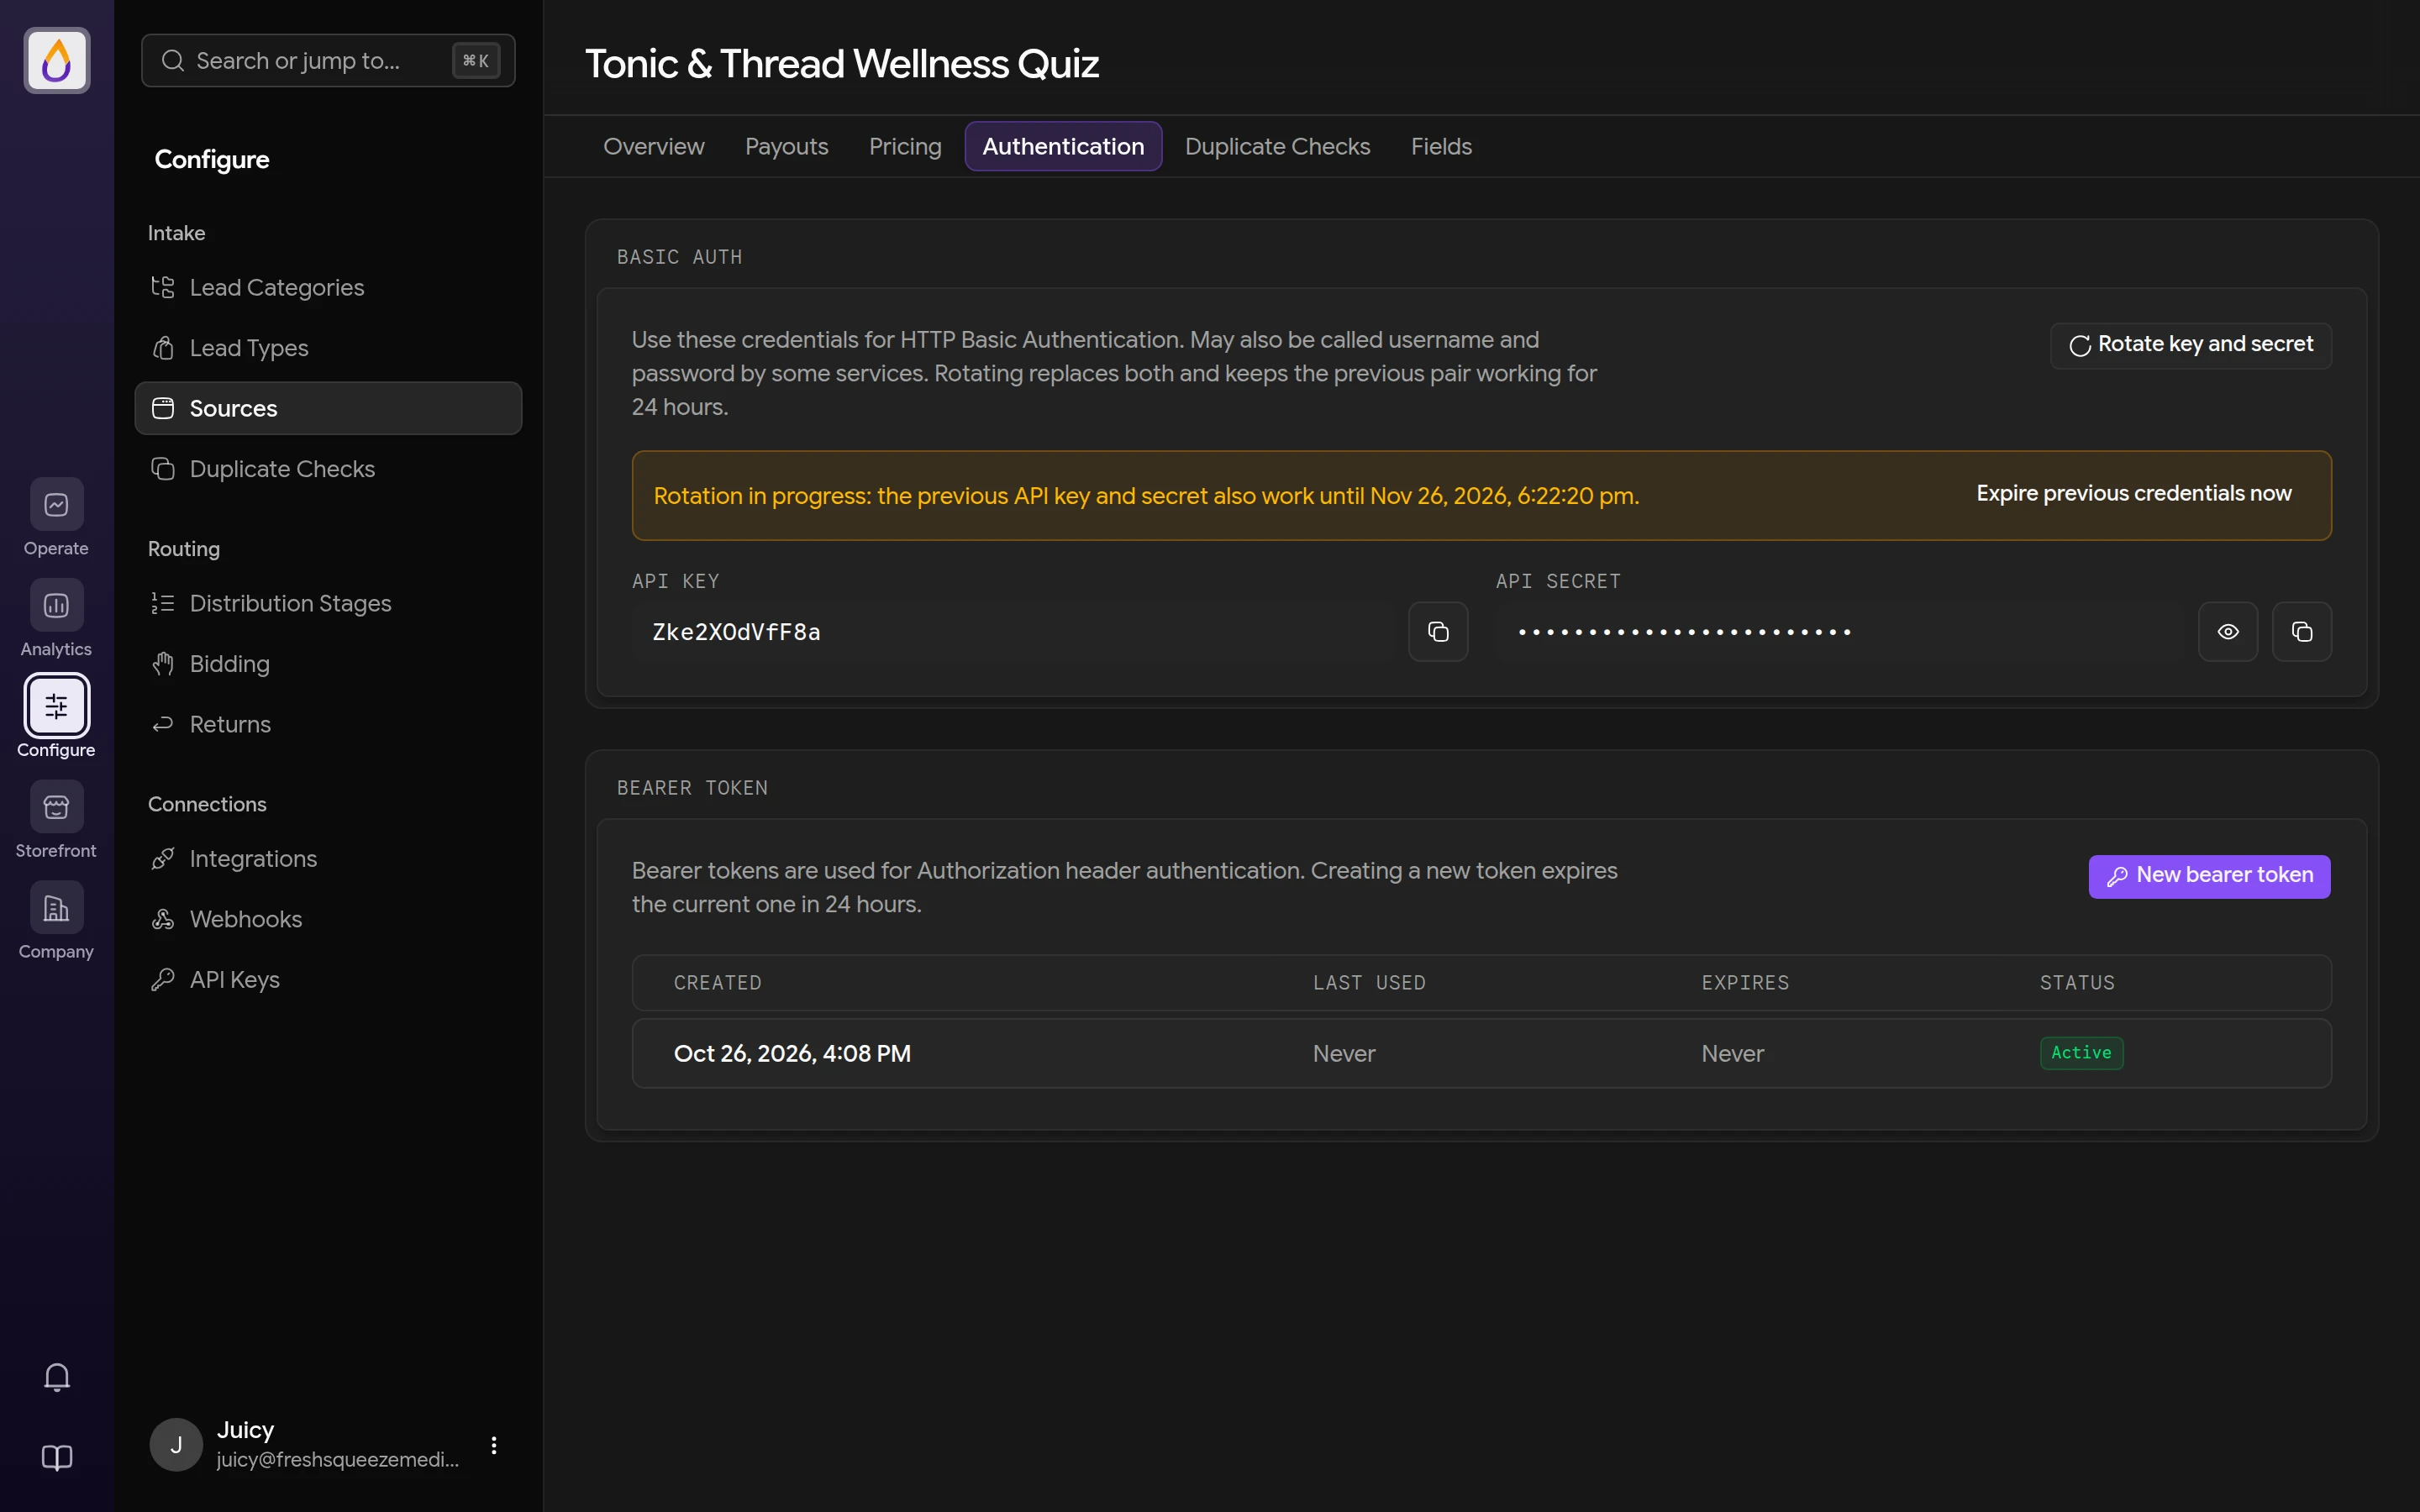 Search or jump to...
⌘K
Configure
Intake
Lead Categories
Lead Types
Sources
Duplicate Checks
Routing
Distribution Stages
Bidding
Returns
Connections
Integrations
Webhooks
API Keys
Operate
Analytics
Configure
Storefront
Company
J
Juicy
juicy@freshsqueezemedi...
Tonic & Thread Wellness Quiz
Overview
Payouts
Pricing
Authentication
Duplicate Checks
Fields
BASIC AUTH
Use these credentials for HTTP Basic Authentication. May also be called username and
password by some services. Rotating replaces both and keeps the previous pair working for
24 hours.
Rotate key and secret
Rotation in progress: the previous API key and secret also work until Nov 26, 2026, 6:22:20 pm.
Expire previous credentials now
API KEY
Zke2XOdVfF8a
API SECRET
••••••••••••••••••••••••
BEARER TOKEN
Bearer tokens are used for Authorization header authentication. Creating a new token expires
the current one in 24 hours.
New bearer token
CREATED
LAST USED
EXPIRES
STATUS
Oct 26, 2026, 4:08 PM
Never
Never
Active